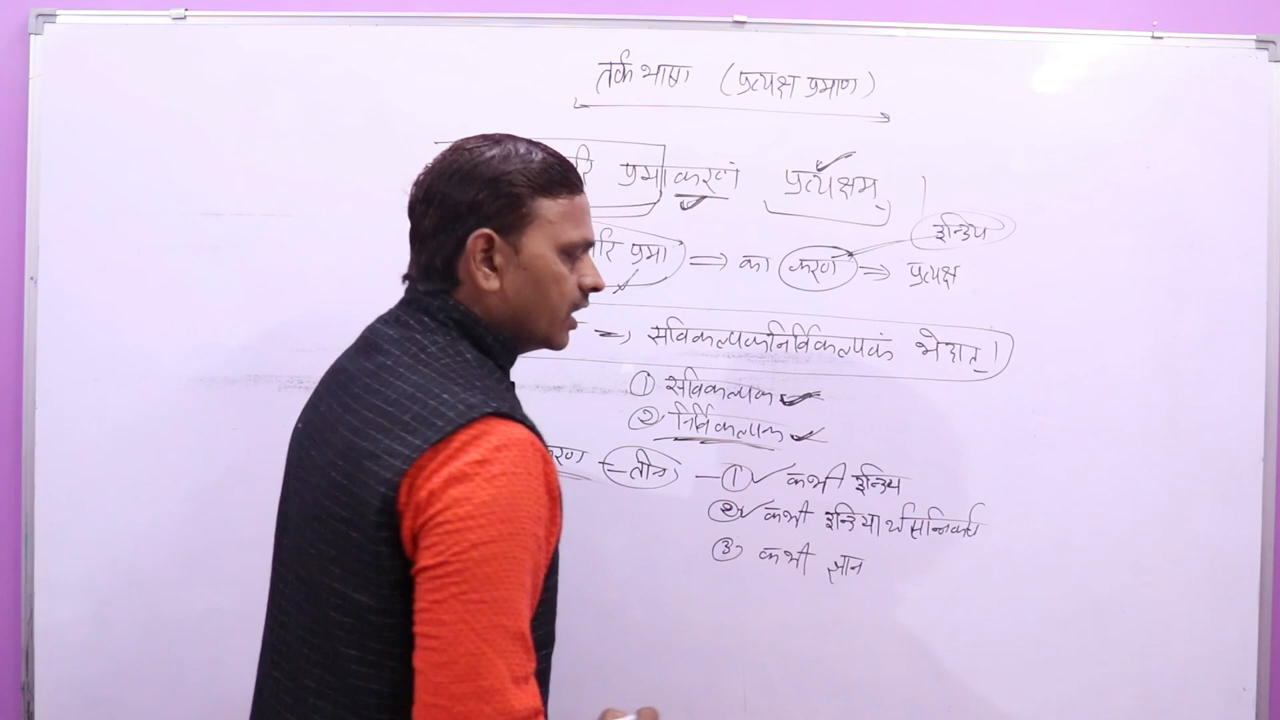 तर्क भाषा (प्रत्यक्ष प्रमाण)
रि प्रमाकरणं प्रत्यक्षम्
इन्द्रिय
रि प्रमा ⇒ का करण ⇒ प्रत्यक्ष
=> सविकल्पकनिर्विकल्पकं भेदात्।
① सविकल्पक
② निर्विकल्पक
करण - तीन - ① कभी इन्द्रिय
② कभी इन्द्रियार्थसन्निकर्ष
③ कभी ज्ञान